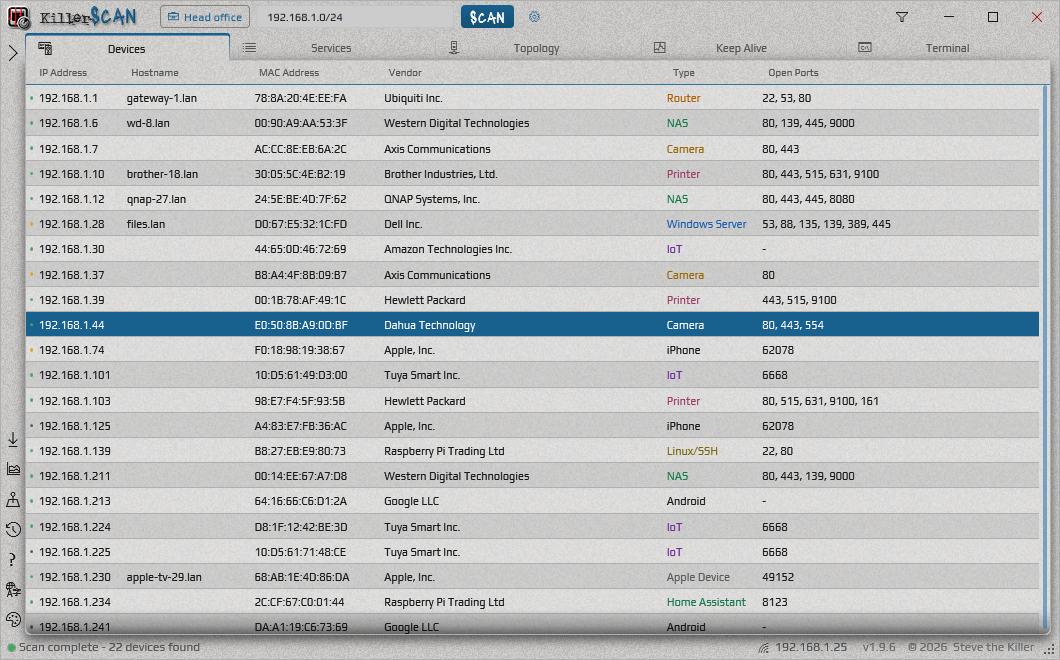 KillerSCAN Head office 192.168.1.0/24 SCAN
Devices Services Topology Keep Alive Terminal
IP Address Hostname MAC Address Vendor Type Open Ports
192.168.1.1 gateway-1.lan 78:8A:20:4E:EE:FA Ubiquiti Inc. Router 22, 53, 80
192.168.1.6 wd-8.lan 00:90:A9:AA:53:3F Western Digital Technologies NAS 80, 139, 445, 9000
192.168.1.7 AC:CC:8E:EB:6A:2C Axis Communications Camera 80, 443
192.168.1.10 brother-18.lan 30:05:5C:4E:B2:19 Brother Industries, Ltd. Printer 80, 443, 515, 631, 9100
192.168.1.12 qnap-27.lan 24:5E:BE:4D:7F:62 QNAP Systems, Inc. NAS 80, 443, 445, 8080
192.168.1.28 files.lan D0:67:E5:32:1C:FD Dell Inc. Windows Server 53, 88, 135, 139, 389, 445
192.168.1.30 44:65:0D:46:72:69 Amazon Technologies Inc. IoT -
192.168.1.37 B8:A4:4F:8B:09:B7 Axis Communications Camera 80
192.168.1.39 00:1B:78:AF:49:1C Hewlett Packard Printer 443, 515, 9100
192.168.1.44 E0:50:8B:A9:0D:BF Dahua Technology Camera 80, 443, 554
192.168.1.74 F0:18:98:19:38:67 Apple, Inc. iPhone 62078
192.168.1.101 10:D5:61:49:D3:00 Tuya Smart Inc. IoT 6668
192.168.1.103 98:E7:F4:5F:93:5B Hewlett Packard Printer 80, 515, 631, 9100, 161
192.168.1.125 A4:83:E7:FB:36:AC Apple, Inc. iPhone 62078
192.168.1.139 B8:27:EB:E9:80:73 Raspberry Pi Trading Ltd Linux/SSH 22, 80
192.168.1.211 00:14:EE:67:A7:D8 Western Digital Technologies NAS 80, 443, 139, 9000
192.168.1.213 64:16:66:C6:D1:2A Google LLC Android -
192.168.1.224 D8:1F:12:42:BE:3D Tuya Smart Inc. IoT 6668
192.168.1.225 10:D5:61:71:48:CE Tuya Smart Inc. IoT 6668
192.168.1.230 apple-tv-29.lan 68:AB:1E:4D:86:DA Apple, Inc. Apple Device 49152
192.168.1.234 2C:CF:67:C0:01:44 Raspberry Pi Trading Ltd Home Assistant 8123
192.168.1.241 DA:A1:19:C6:73:69 Google LLC Android -
Scan complete - 22 devices found 192.168.1.25 v1.9.6 © 2026 Steve the Killer